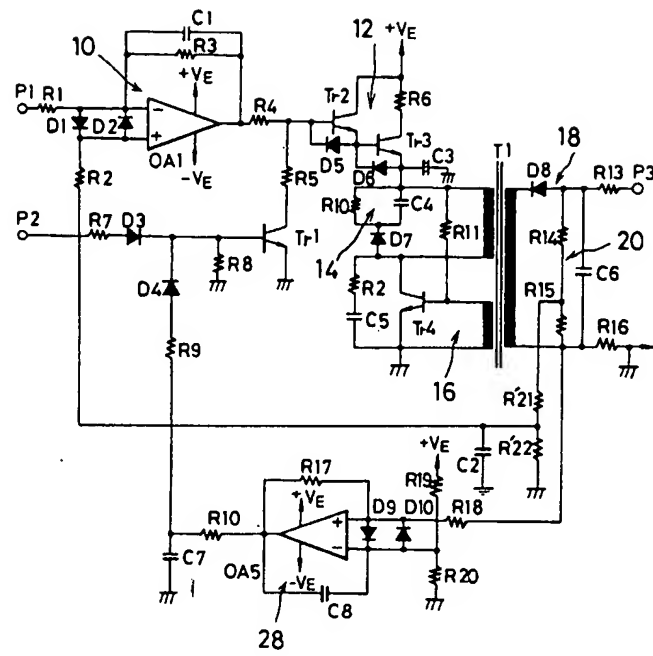 C1
R3
10
+VE
12
+VE
P1
R1
D1
D2
-
+
OA1
-VE
R4
Tr2
R6
D5
Tr3
D6
C3
T1
D8
18
R13
P3
R2
R5
R10
C4
14
D7
R11
R14
20
C6
P2
R7
D3
R8
Tr1
D4
R2
C5
Tr4
16
R15
R16
R9
R'21
+VE
C2
R'22
R17
R19
+VE
+
D9
D10
R18
R10
-
C7
OA5
-VE
C8
R20
28